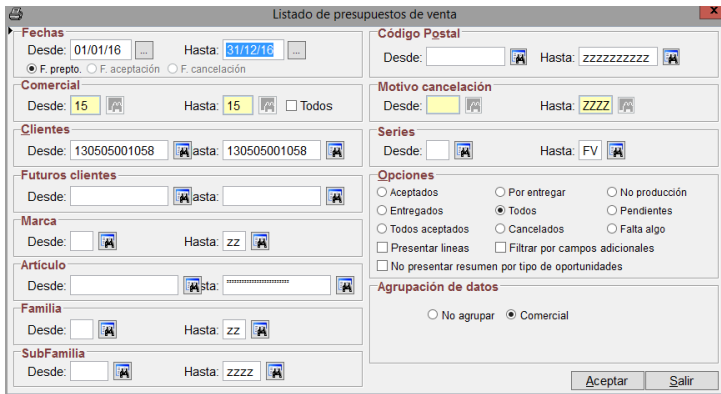 Listado de presupuestos de venta
x
Fechas
Desde: 01/01/16 ... Hasta: 31/12/16 ...
F. prepto. F. aceptación F. cancelación
Comercial
Desde: 15 Hasta: 15 Todos
Clientes
Desde: 130505001058 asta: 130505001058
Futuros clientes
Desde: asta:
Marca
Desde: Hasta: zz
Artículo
Desde: sta:
Familia
Desde: Hasta: zz
SubFamilia
Desde: Hasta: zzzz
Código Postal
Desde: Hasta: zzzzzzzzzz
Motivo cancelación
Desde: Hasta: ZZZZ
Series
Desde: Hasta: FV
Opciones
Aceptados Por entregar No producción
Entregados Todos Pendientes
Todos aceptados Cancelados Falta algo
Presentar lineas Filtrar por campos adicionales
No presentar resumen por tipo de oportunidades
Agrupación de datos
No agrupar Comercial
Aceptar Salir